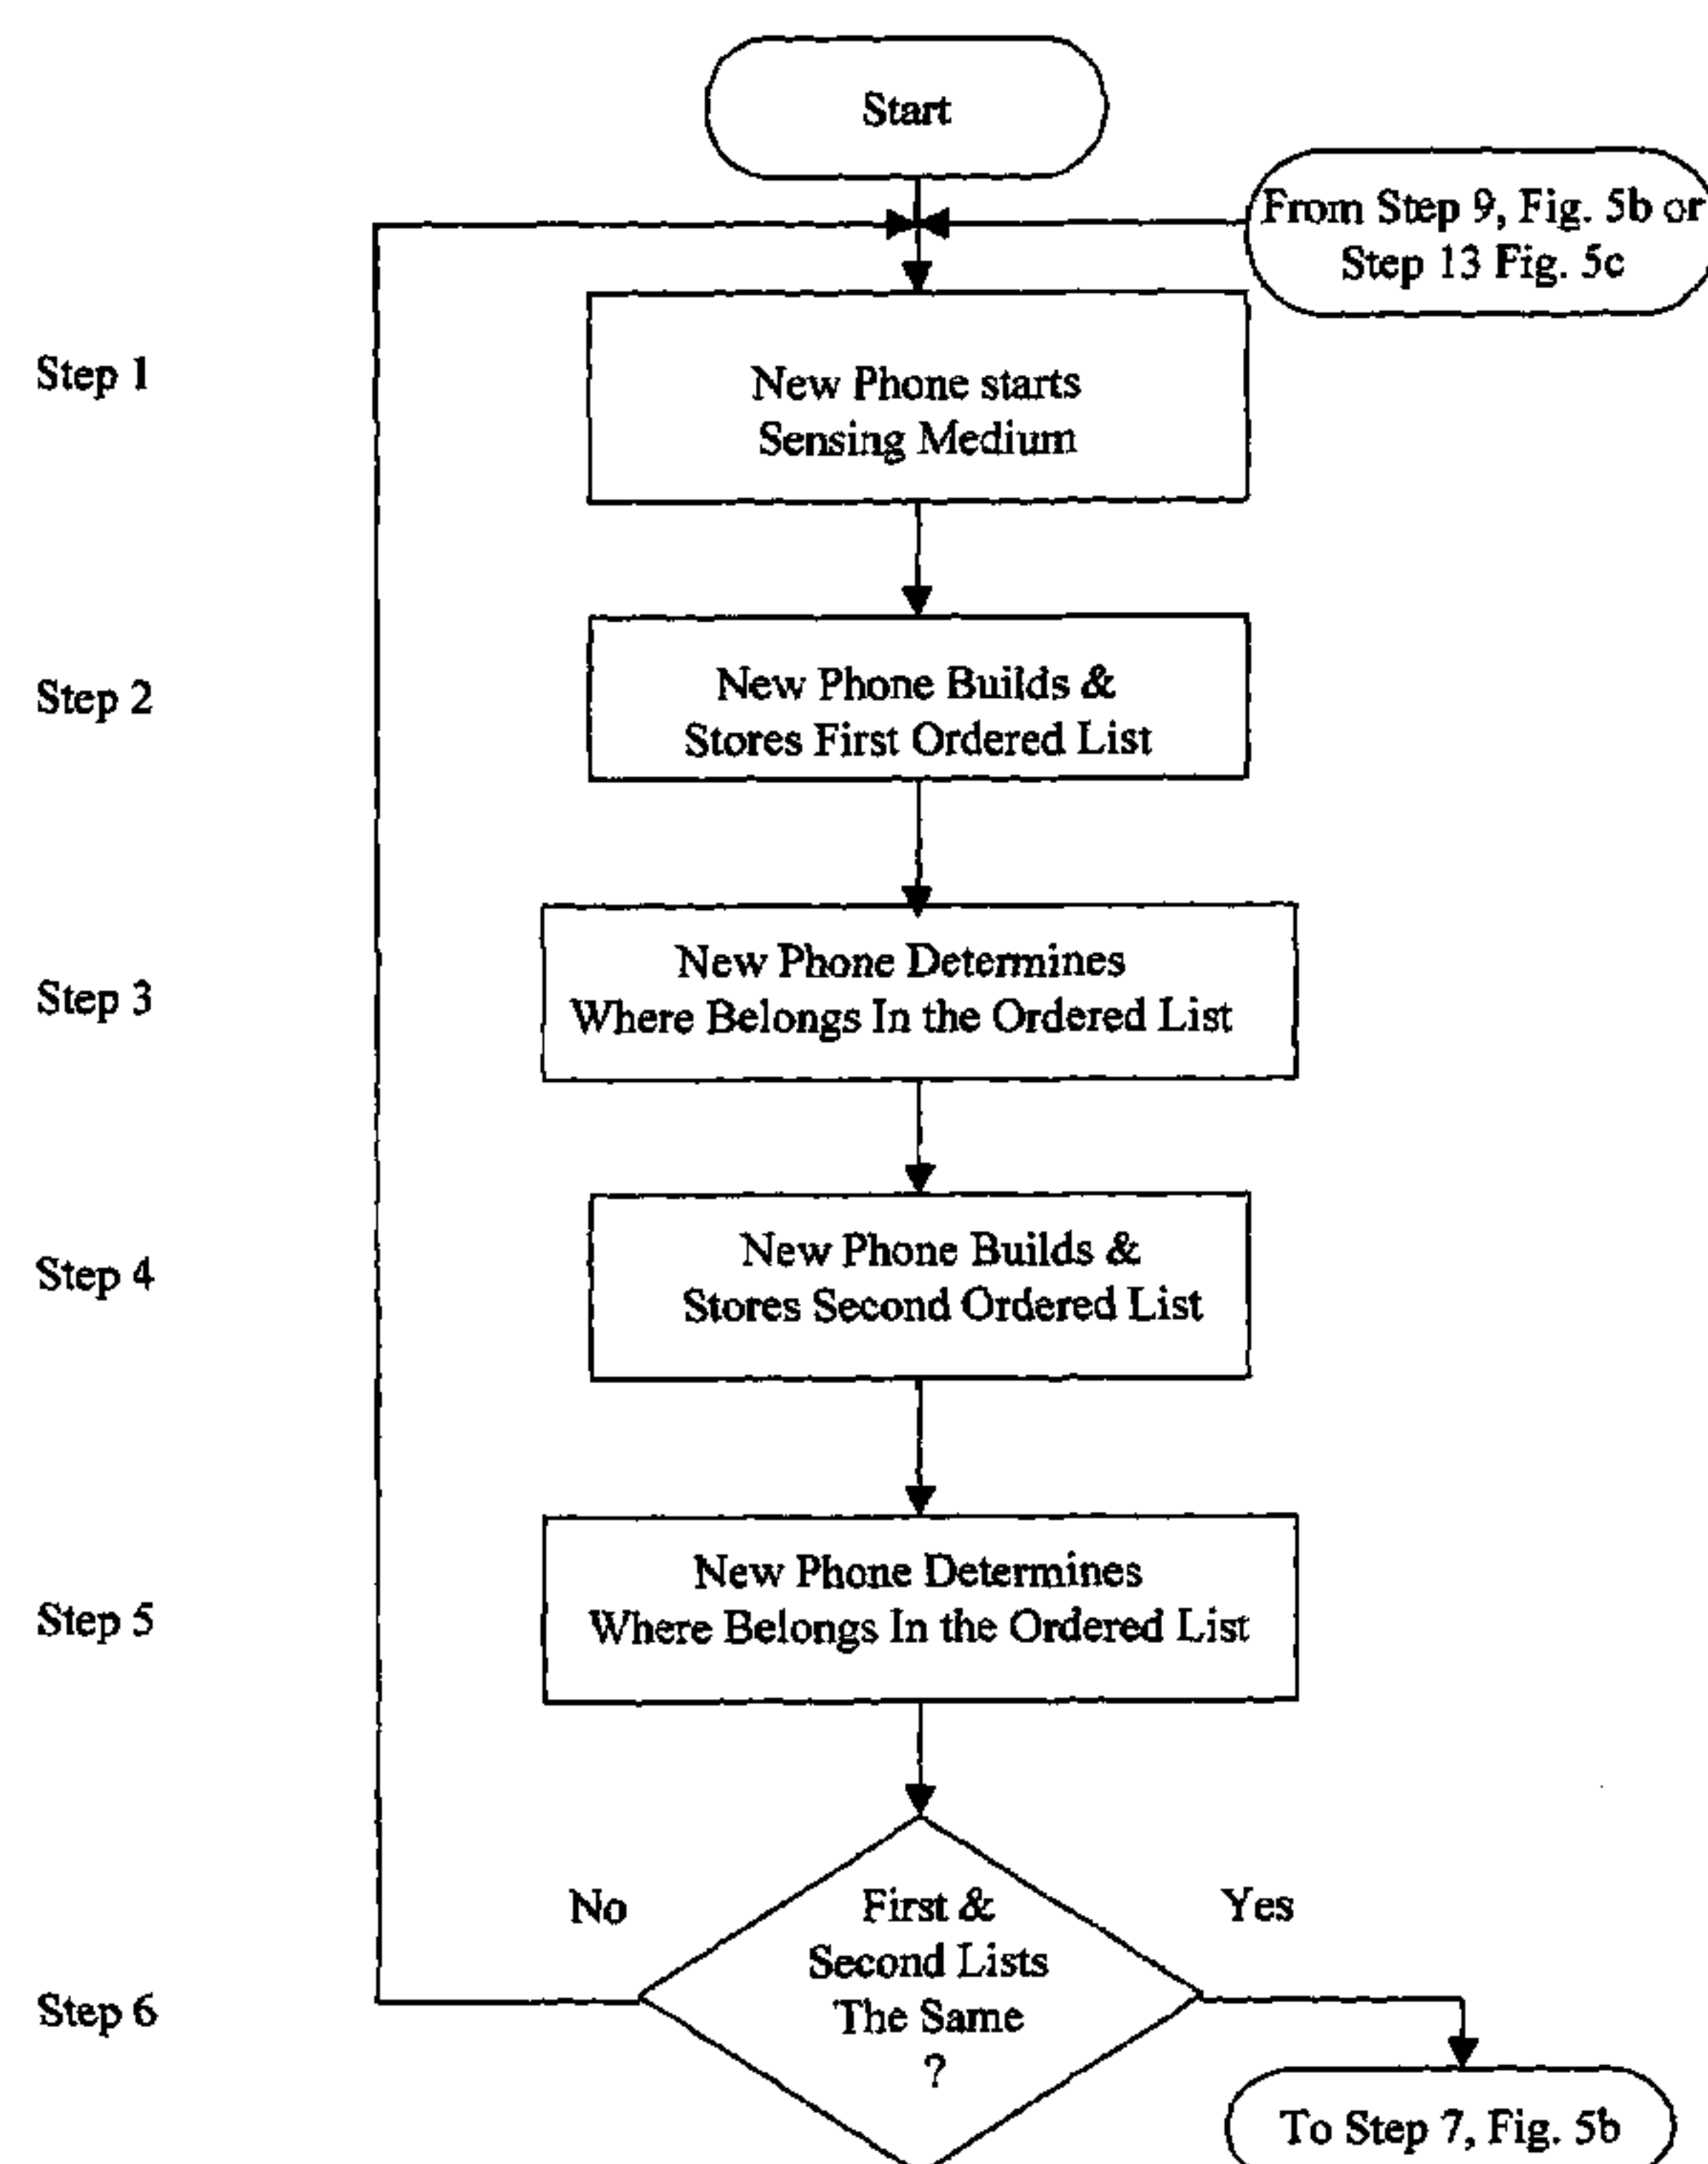 Start
From Step 9, Fig. 5b or
Step 13 Fig. 5c
Step 1
New Phone starts
Sensing Medium
Step 2
New Phone Builds &
Stores First Ordered List
Step 3
New Phone Determines
Where Belongs In the Ordered List
Step 4
New Phone Builds &
Stores Second Ordered List
Step 5
New Phone Determines
Where Belongs In the Ordered List
Step 6
No
First &
Second Lists
The Same
?
Yes
To Step 7, Fig. 5b